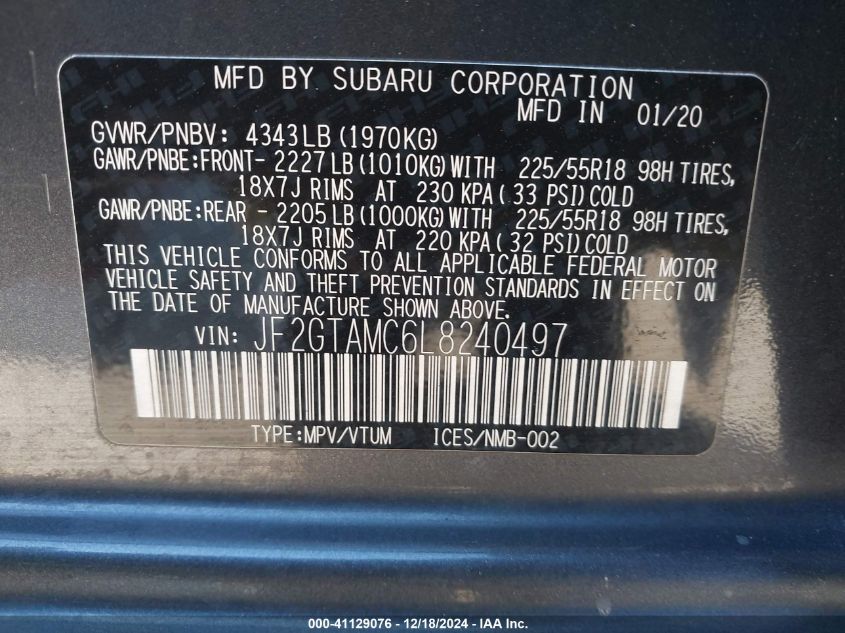 MFD BY SUBARU CORPORATION
MFD IN 01/20
GVWR/PNBV: 4343LB (1970KG)
GAWR/PNBE:FRONT- 2227 LB (1010KG) WITH 225/55R18 98H TIRES,
18X7J RIMS AT 230 KPA( 33 PSI) COLD
GAWR/PNBE:REAR - 2205 LB (1000KG) WITH 225/55R18 98H TIRES,
18X7J RIMS AT 220 KPA( 32 PSI) COLD
THIS VEHICLE CONFORMS TO ALL APPLICABLE FEDERAL MOTOR
VEHICLE SAFETY AND THEFT PREVENTION STANDARDS IN EFFECT ON
THE DATE OF MANUFACTURE SHOWN ABOVE.
VIN: JF2GTAMC6L8240497
TYPE:MPV/VTUM ICES/NMB-002
000-41129076 - 12/18/2024 - IAA Inc.